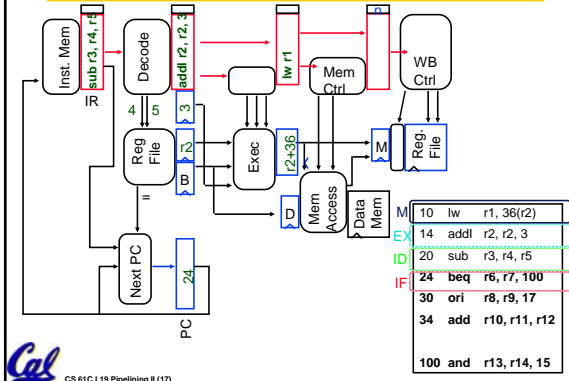 Inst. Mem
sub r3, r4, r5
IR
Decode
addI r2, r2, 3
lw r1
n
Mem Ctrl
WB Ctrl
4 5
3
Reg File
r2
B
Exec
r2+36
M
Reg. File
=
D
Mem Access
Data Mem
Next PC
24
PC
M 10 lw r1, 36(r2)
EX 14 addI r2, r2, 3
ID 20 sub r3, r4, r5
IF 24 beq r6, r7, 100
30 ori r8, r9, 17
34 add r10, r11, r12
100 and r13, r14, 15
Cal
CS 61C L19 Pipelining II (17)